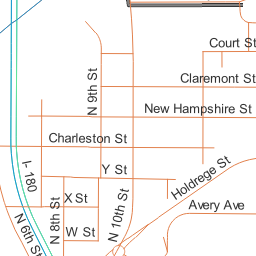 Court St
Claremont St
N 9th St
New Hampshire St
Charleston St
Y St
Holdrege St
I- 180
X St
N 8th St
N 10th St
Avery Ave
N 6th St
W St